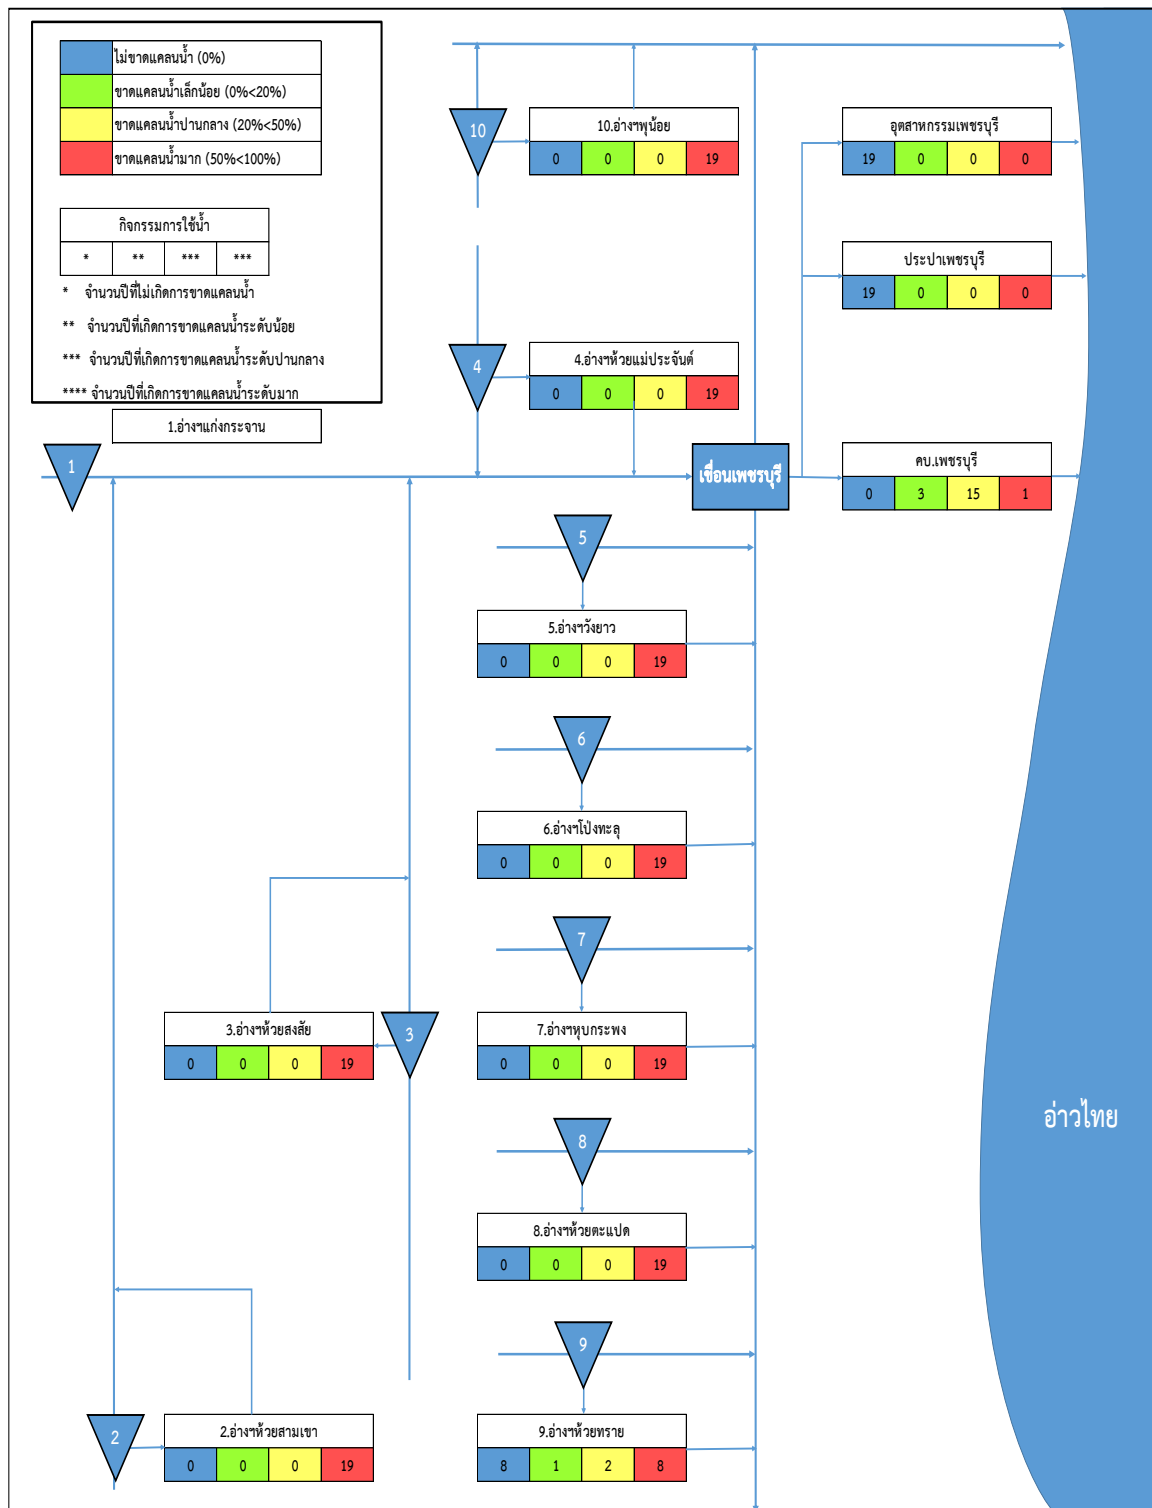 ไม่ขาดแคลนน้ำ (0%)
ขาดแคลนน้ำเล็กน้อย (0%<20%)
ขาดแคลนน้ำปานกลาง (20%<50%)
ขาดแคลนน้ำมาก (50%<100%)
กิจกรรมการใช้น้ำ
* ** *** ***
* จำนวนปีที่ไม่เกิดการขาดแคลนน้ำ
** จำนวนปีที่เกิดการขาดแคลนน้ำระดับน้อย
*** จำนวนปีที่เกิดการขาดแคลนน้ำระดับปานกลาง
**** จำนวนปีที่เกิดการขาดแคลนน้ำระดับมาก
10
10.อ่างฯพุน้อย
0 0 0 19
อุตสาหกรรมเพชรบุรี
19 0 0 0
ประปาเพชรบุรี
19 0 0 0
4
4.อ่างฯห้วยแม่ประจันต์
0 0 0 19
1.อ่างฯแก่งกระจาน
1
เขื่อนเพชรบุรี
คบ.เพชรบุรี
0 3 15 1
5
5.อ่างฯวังยาว
0 0 0 19
6
6.อ่างฯโป่งทะลุ
0 0 0 19
7
3.อ่างฯห้วยสงสัย
0 0 0 19
3
7.อ่างฯหุบกระพง
0 0 0 19
อ่าวไทย
8
8.อ่างฯห้วยตะแปด
0 0 0 19
9
2
2.อ่างฯห้วยสามเขา
0 0 0 19
9.อ่างฯห้วยทราย
8 1 2 8